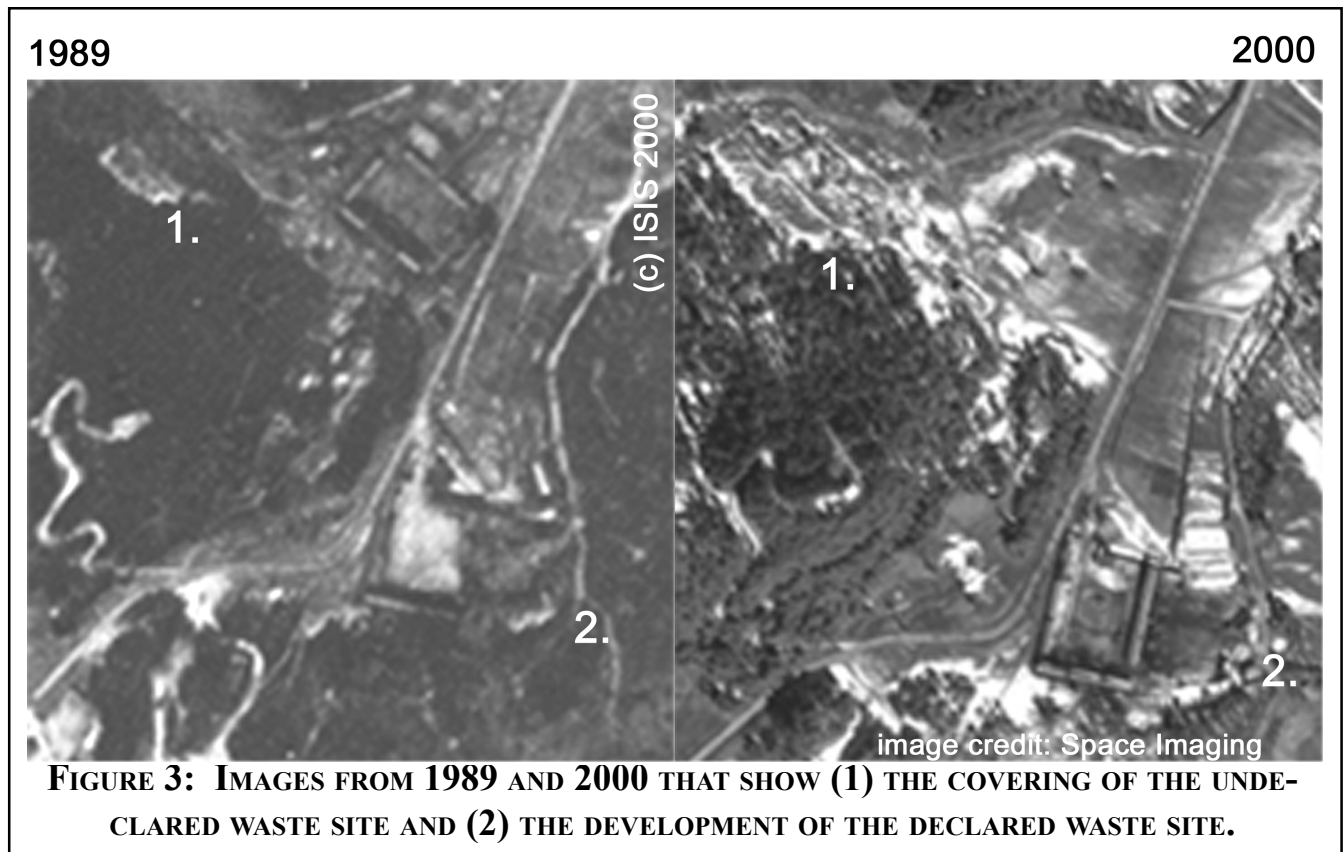 1989
2000
1.
(c) ISIS 2000
1.
2.
2.
image credit: Space Imaging
FIGURE 3: IMAGES FROM 1989 AND 2000 THAT SHOW (1) THE COVERING OF THE UNDE-
CLARED WASTE SITE AND (2) THE DEVELOPMENT OF THE DECLARED WASTE SITE.